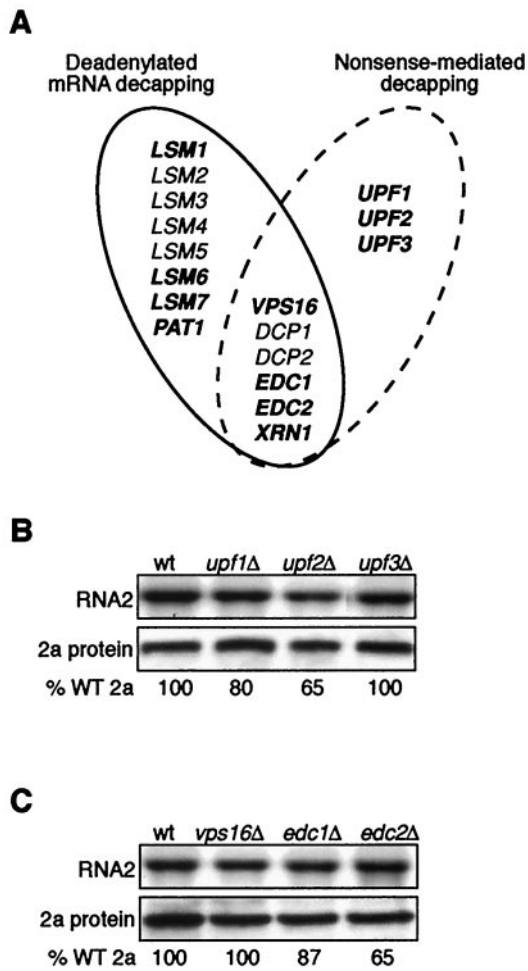 A
Deadenylated
mRNA decapping
Nonsense-mediated
decapping
LSM1
LSM2
LSM3
LSM4
LSM5
LSM6
LSM7
PAT1
UPF1
UPF2
UPF3
VPS16
DCP1
DCP2
EDC1
EDC2
XRN1
B
wt upf1Δ upf2Δ upf3Δ
RNA2
2a protein
% WT 2a 100 80 65 100
C
wt vps16Δ edc1Δ edc2Δ
RNA2
2a protein
% WT 2a 100 100 87 65